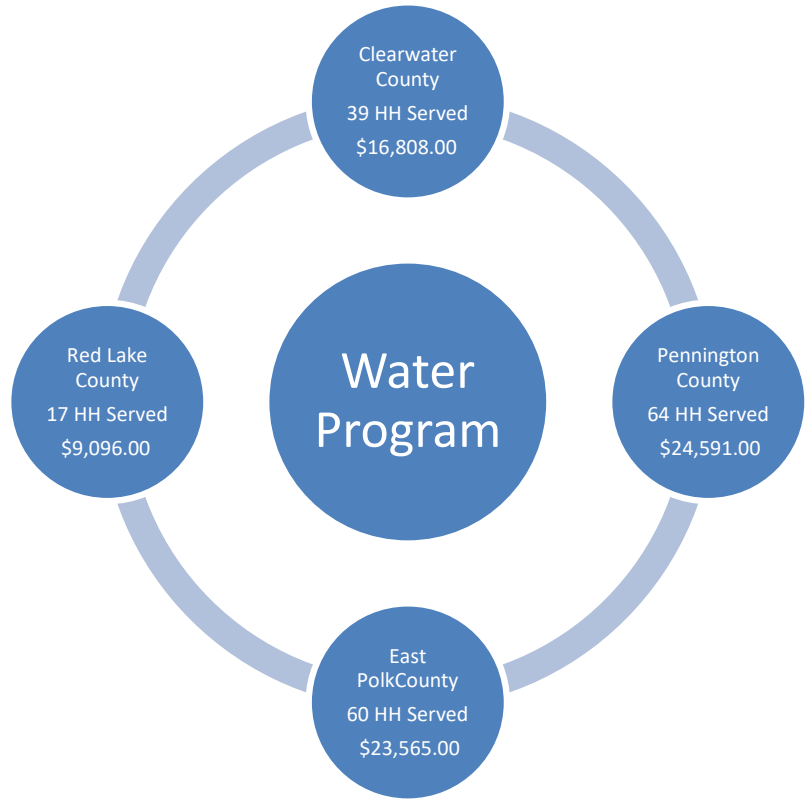 Clearwater
County
39 HH Served
$16,808.00
Red Lake
County
17 HH Served
$9,096.00
Water
Program
Pennington
County
64 HH Served
$24,591.00
East
PolkCounty
60 HH Served
$23,565.00